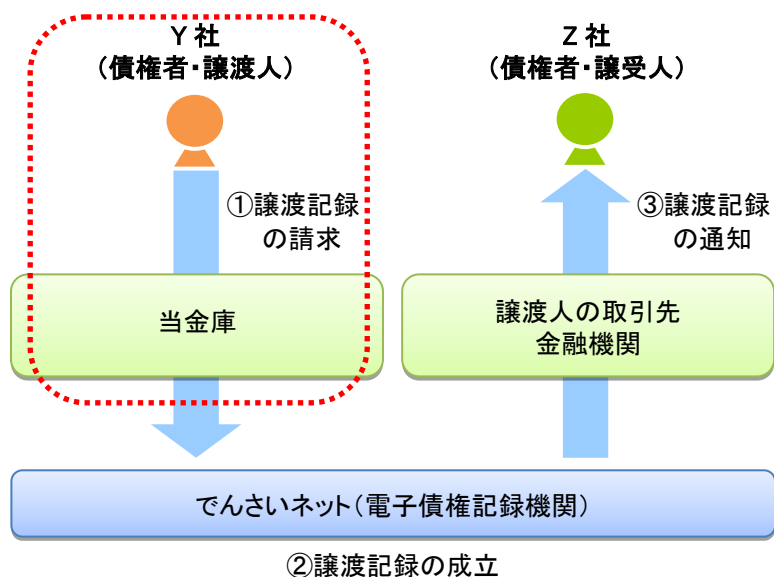 Y社
(債権者・譲渡人)
Z社
(債権者・譲受人)
①譲渡記録
の請求
③譲渡記録
の通知
当金庫
譲渡人の取引先
金融機関
でんさいネット(電子債権記録機関)
②譲渡記録の成立